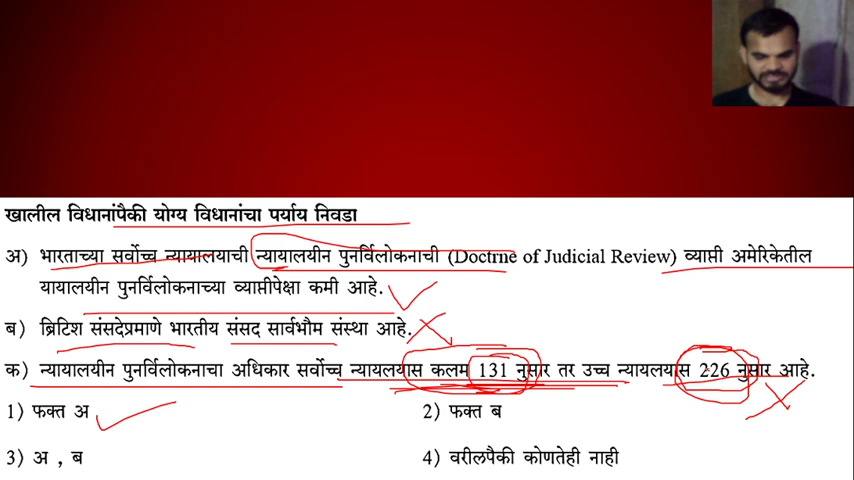 खालील विधानांपैकी योग्य विधानांचा पर्याय निवडा
अ) भारताच्या सर्वोच्च न्यायालयाची न्यायालयीन पुनर्विलोकनाची (Doctrne of Judicial Review) व्याप्ती अमेरिकेतील
यायालयीन पुनर्विलोकनाच्या व्याप्तीपेक्षा कमी आहे.
ब) ब्रिटिश संसदेप्रमाणे भारतीय संसद सार्वभौम संस्था आहे.
क) न्यायालयीन पुनर्विलोकनाचा अधिकार सर्वोच्च न्यायलयास कलम 131 नुसार तर उच्च न्यायलयास 226 नुसार आहे.
1) फक्त अ 2) फक्त ब
3) अ , ब 4) वरीलपैकी कोणतेही नाही